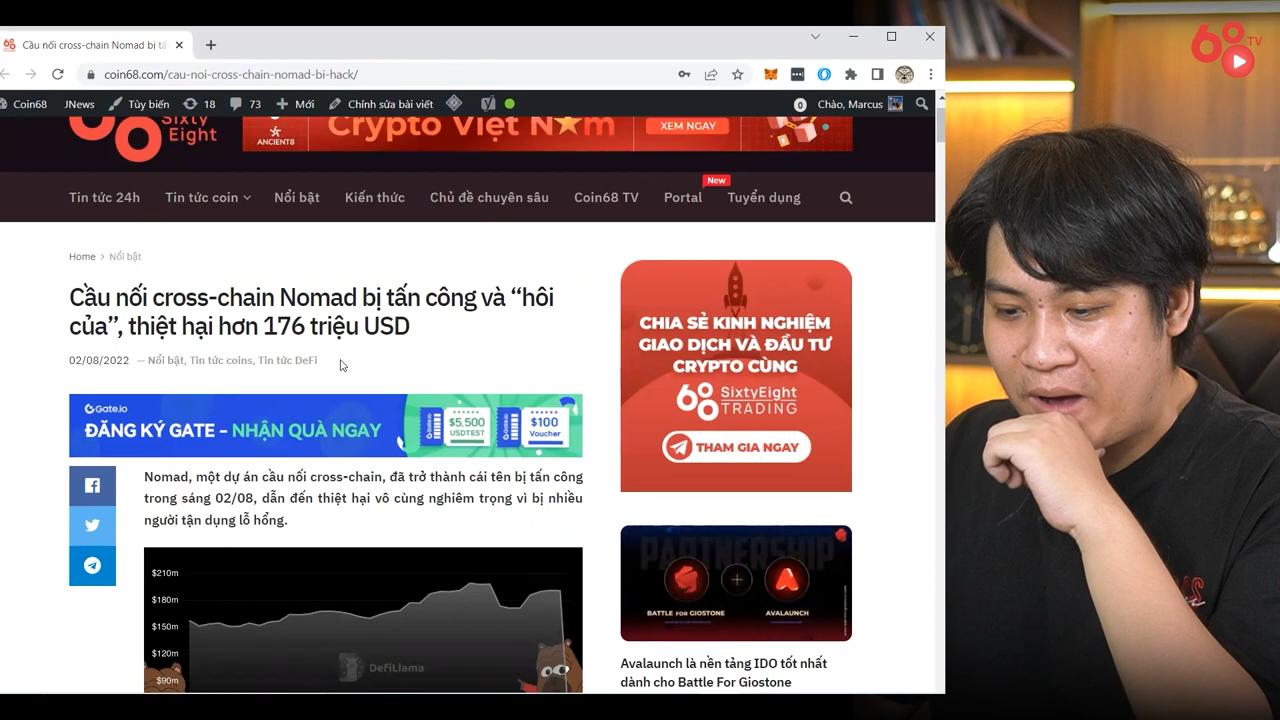 Cầu nối cross-chain Nomad bị tấ
coin68.com/cau-noi-cross-chain-nomad-bi-hack/
Coin68 JNews Tùy biến 18 73 Mới Chỉnh sửa bài viết 0 Chào, Marcus
68 Sixty Eight
ANCIENT8
Crypto Việt Nam
XEM NGAY
Tin tức 24h Tin tức coin Nổi bật Kiến thức Chủ đề chuyên sâu Coin68 TV Portal Tuyển dụng
New
Home > Nổi bật
Cầu nối cross-chain Nomad bị tấn công và “hôi
của”, thiệt hại hơn 176 triệu USD
02/08/2022 — Nổi bật, Tin tức coins, Tin tức DeFi
Gate.io
ĐĂNG KÝ GATE - NHẬN QUÀ NGAY
$5,500
USDTEST
$100
Voucher
Nomad, một dự án cầu nối cross-chain, đã trở thành cái tên bị tấn công
trong sáng 02/08, dẫn đến thiệt hại vô cùng nghiêm trọng vì bị nhiều
người tận dụng lỗ hổng.
$210m
$180m
$150m
$120m
$90m
DefiLlama
CHIA SẺ KINH NGHIỆM
GIAO DỊCH VÀ ĐẦU TƯ
CRYPTO CÙNG
68 SixtyEight
TRADING
THAM GIA NGAY
PARTNERSHIP
BATTLE FOR GIOSTONE
AVALAUNCH
Avalaunch là nền tảng IDO tốt nhất
dành cho Battle For Giostone
68 TV